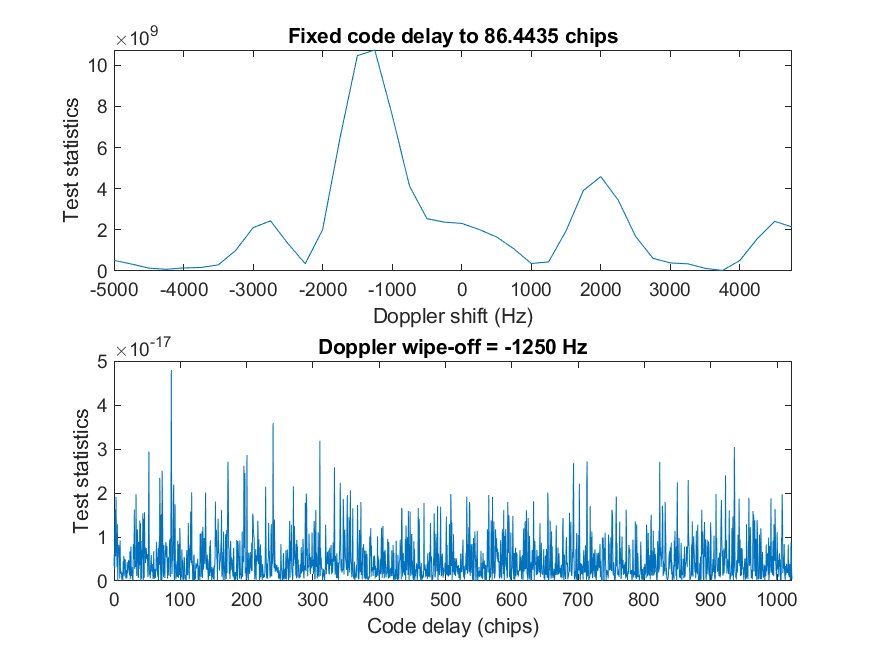 Fixed code delay to 86.4435 chips
×10^9
10
8
6
4
2
0
Test statistics
-5000 -4000 -3000 -2000 -1000 0 1000 2000 3000 4000
Doppler shift (Hz)
Doppler wipe-off = -1250 Hz
×10^-17
5
4
3
2
1
0
Test statistics
0 100 200 300 400 500 600 700 800 900 1000
Code delay (chips)